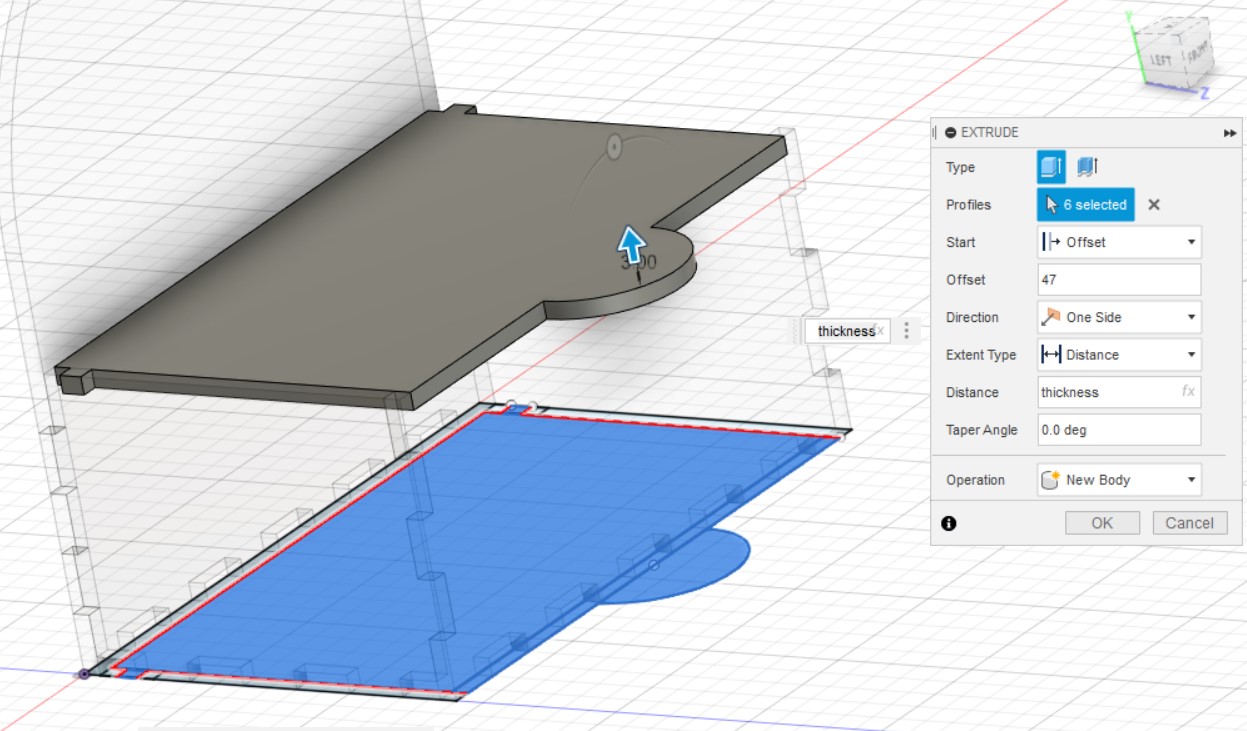 Y
LEFT
FRONT
Z
EXTRUDE
Type
Profiles 6 selected
Start Offset
Offset 47
3.00
thickness fx
Direction One Side
Extent Type Distance
Distance thickness fx
Taper Angle 0.0 deg
Operation New Body
OK Cancel